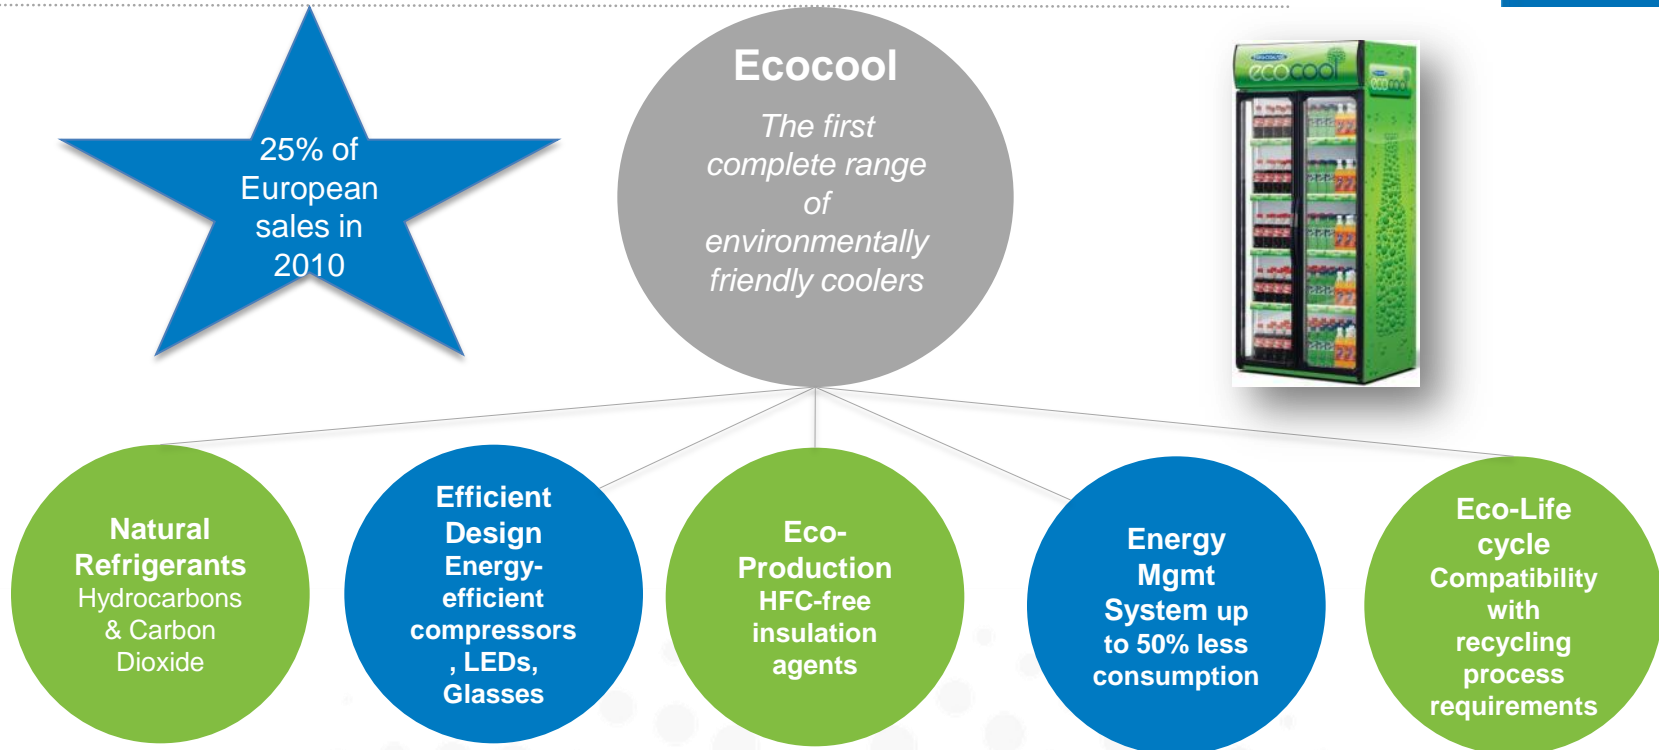 25% of
European
sales in
2010
Ecocool
The first
complete range
of
environmentally
friendly coolers
ecocool
ecocool
Natural
Refrigerants
Hydrocarbons
& Carbon
Dioxide
Efficient
Design
Energy-
efficient
compressors
, LEDs,
Glasses
Eco-
Production
HFC-free
insulation
agents
Energy
Mgmt
System up
to 50% less
consumption
Eco-Life
cycle
Compatibility
with
recycling
process
requirements